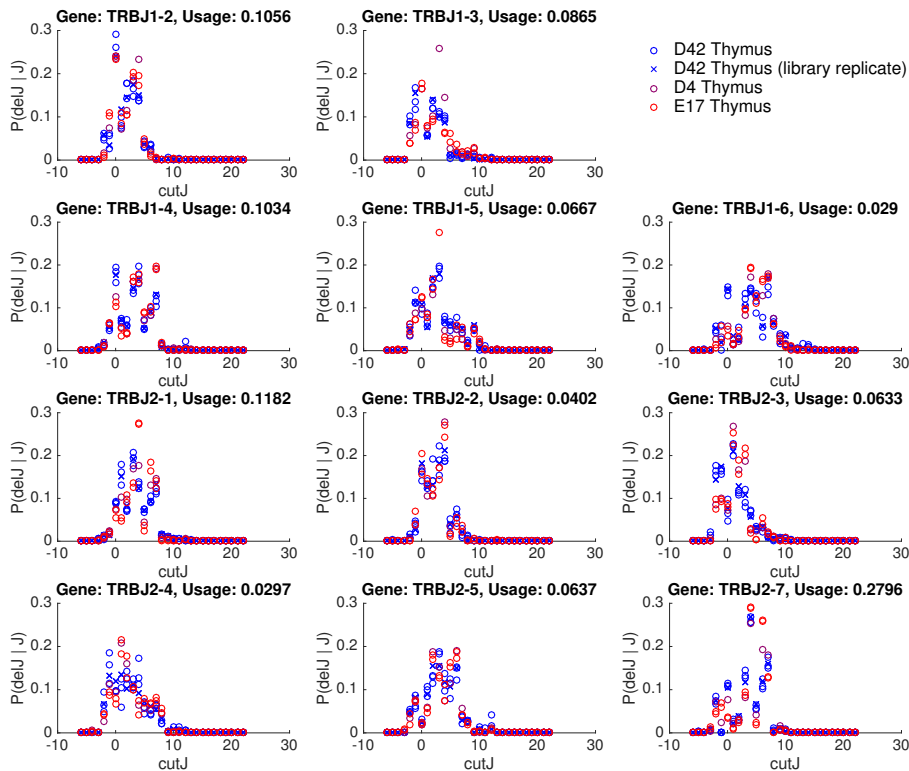 Gene: TRBJ1-2, Usage: 0.1056
0.3
0.2
0.1
0
P(delJ | J)
-10
0
10
20
30
cutJ
Gene: TRBJ1-3, Usage: 0.0865
0.3
0.2
0.1
0
P(delJ | J)
-10
0
10
20
30
cutJ
D42 Thymus
D42 Thymus (library replicate)
D4 Thymus
E17 Thymus
Gene: TRBJ1-4, Usage: 0.1034
0.3
0.2
0.1
0
P(delJ | J)
-10
0
10
20
30
cutJ
Gene: TRBJ1-5, Usage: 0.0667
0.3
0.2
0.1
0
P(delJ | J)
-10
0
10
20
30
cutJ
Gene: TRBJ1-6, Usage: 0.029
0.3
0.2
0.1
0
P(delJ | J)
-10
0
10
20
30
cutJ
Gene: TRBJ2-1, Usage: 0.1182
0.3
0.2
0.1
0
P(delJ | J)
-10
0
10
20
30
cutJ
Gene: TRBJ2-2, Usage: 0.0402
0.3
0.2
0.1
0
P(delJ | J)
-10
0
10
20
30
cutJ
Gene: TRBJ2-3, Usage: 0.0633
0.3
0.2
0.1
0
P(delJ | J)
-10
0
10
20
30
cutJ
Gene: TRBJ2-4, Usage: 0.0297
0.3
0.2
0.1
0
P(delJ | J)
-10
0
10
20
30
cutJ
Gene: TRBJ2-5, Usage: 0.0637
0.3
0.2
0.1
0
P(delJ | J)
-10
0
10
20
30
cutJ
Gene: TRBJ2-7, Usage: 0.2796
0.3
0.2
0.1
0
P(delJ | J)
-10
0
10
20
30
cutJ